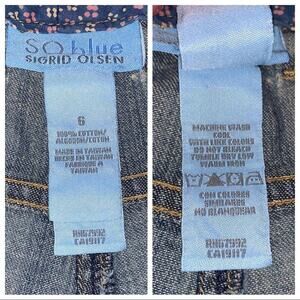 SO blue
SIGRID OLSEN
6
100% COTTON/
ALGODON/COTON
MADE IN TAIWAN
HECHO EN TAIWAN
FABRIQUE A
TAIWAN
MACHINE WASH
COOL
WITH LIKE COLORS
DO NOT BLEACH
TUMBLE DRY LOW
WARM IRON
CON COLORES
SIMILARES
NO BLANQUEAR
RN67992
CA19117
RN67992
CA19117